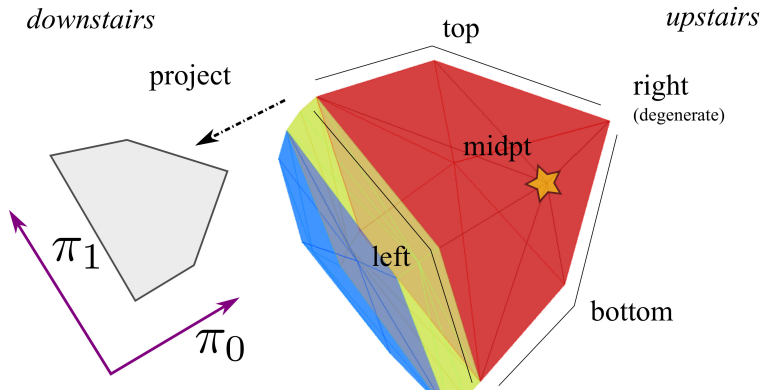 downstairs
upstairs
top
project
right
(degenerate)
midpt
left
π₁
bottom
π₀